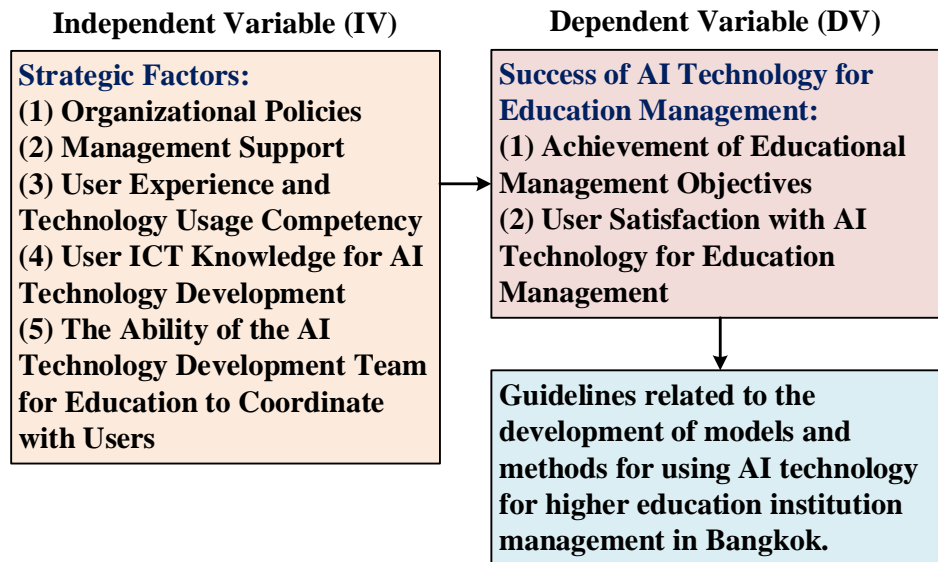 Independent Variable (IV)
Strategic Factors:
(1) Organizational Policies
(2) Management Support
(3) User Experience and
Technology Usage Competency
(4) User ICT Knowledge for AI
Technology Development
(5) The Ability of the AI
Technology Development Team
for Education to Coordinate
with Users
Dependent Variable (DV)
Success of AI Technology for
Education Management:
(1) Achievement of Educational
Management Objectives
(2) User Satisfaction with AI
Technology for Education
Management
Guidelines related to the
development of models and
methods for using AI technology
for higher education institution
management in Bangkok.